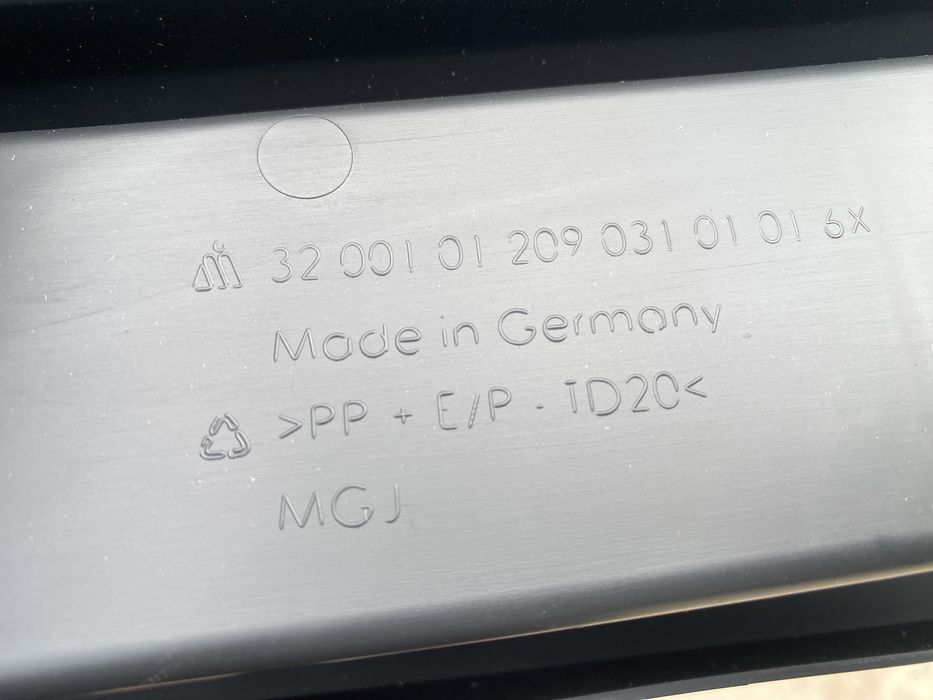 32 001 01 209 031 01 01 6X
Made in Germany
>PP + E/P - TD20<
MGJ